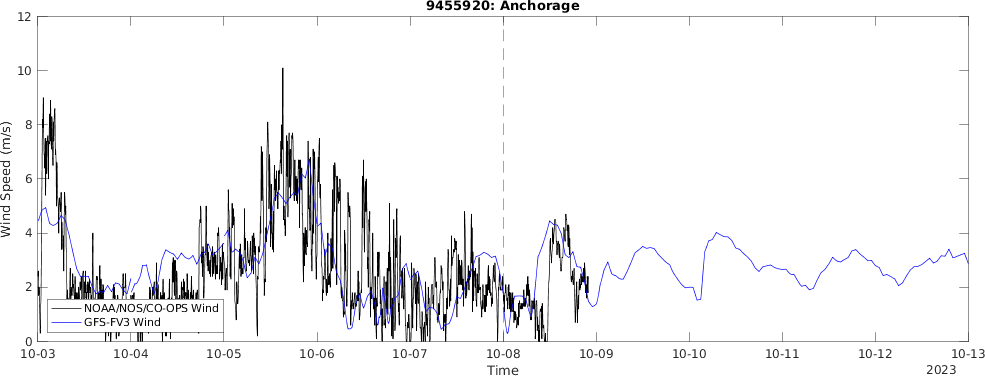 9455920: Anchorage
12
10
8
6
4
2
0
Wind Speed (m/s)
NOAA/NOS/CO-OPS Wind
GFS-FV3 Wind
10-03 10-04 10-05 10-06 10-07 10-08 10-09 10-10 10-11 10-12 10-13
Time
2023